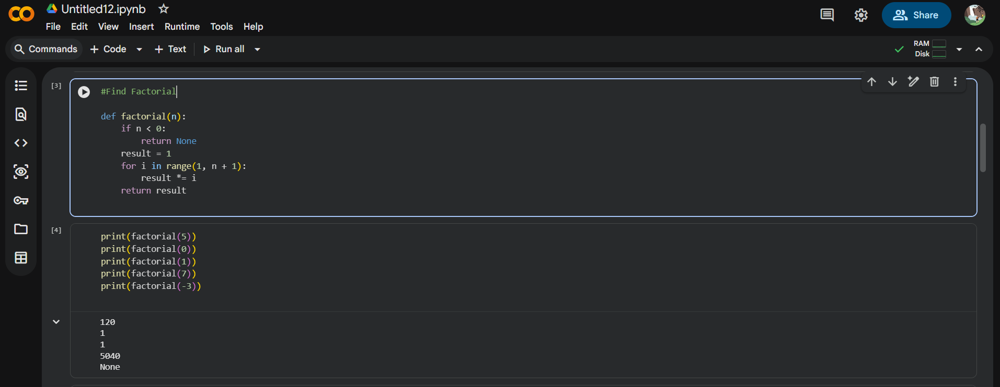 Untitled12.ipynb
File Edit View Insert Runtime Tools Help
Share
Commands + Code + Text Run all
RAM
Disk
[3]
#Find Factorial
def factorial(n):
    if n < 0:
        return None
    result = 1
    for i in range(1, n + 1):
        result *= i
    return result
[4]
print(factorial(5))
print(factorial(0))
print(factorial(1))
print(factorial(7))
print(factorial(-3))
120
1
1
5040
None